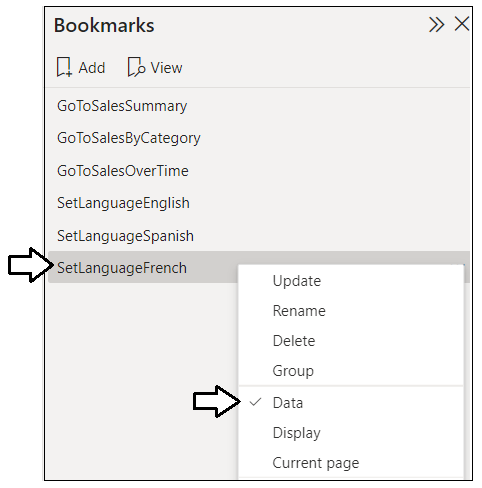 Bookmarks
Add View
GoToSalesSummary
GoToSalesByCategory
GoToSalesOverTime
SetLanguageEnglish
SetLanguageSpanish
SetLanguageFrench
Update
Rename
Delete
Group
Data
Display
Current page